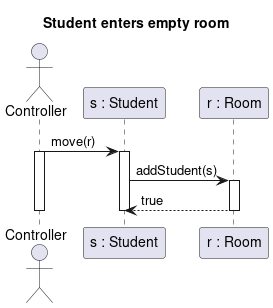 Student enters empty room
Controller
s : Student
r : Room
move(r)
addStudent(s)
true
Controller
s : Student
r : Room